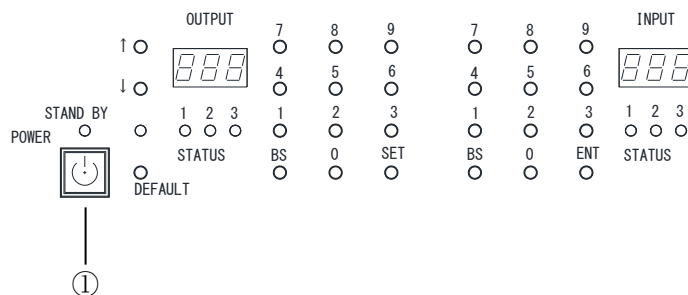 OUTPUT INPUT
7 8 9 7 8 9
↑
888 888
4 5 6 4 5 6
↓
STAND BY 1 2 3 1 2 3 1 2 3 1 2 3
POWER
STATUS BS 0 SET BS 0 ENT STATUS
DEFAULT
①